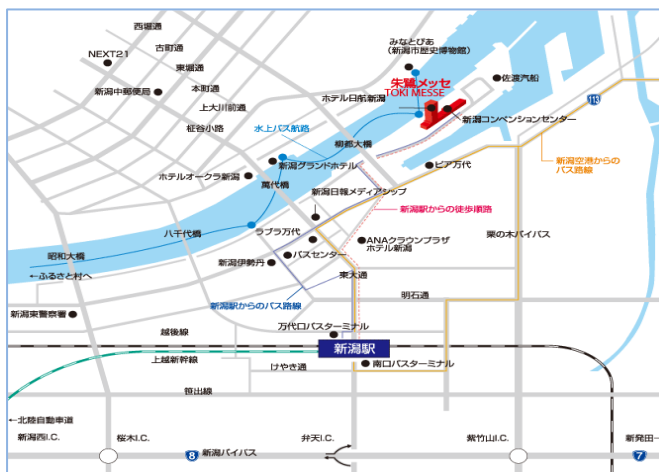 西堀通
古町通
NEXT21
東堀通
新潟中郵便局
本町通
上大川前通
柾谷小路
みなとぴあ
(新潟市歴史博物館)
朱鷺メッセ
TOKI MESSE
佐渡汽船
ホテル日航新潟
113
新潟コンベンションセンター
水上バス航路
柳都大橋
新潟グランドホテル
ピア万代
新潟空港からの
バス路線
ホテルオークラ新潟
萬代橋
新潟日報メディアシップ
新潟駅からの徒歩順路
八千代橋
ラブラ万代
ANAクラウンプラザ
ホテル新潟
栗の木バイパス
昭和大橋
バスセンター
新潟伊勢丹
←ふるさと村へ
東大通
新潟駅からのバス路線
明石通
新潟東警察署
越後線
万代口バスターミナル
新潟駅
上越新幹線
けやき通
南口バスターミナル
笹出線
←北陸自動車道
新潟西I.C.
桜木I.C.
弁天I.C.
紫竹山I.C.
新発田→
8
新潟バイパス
7